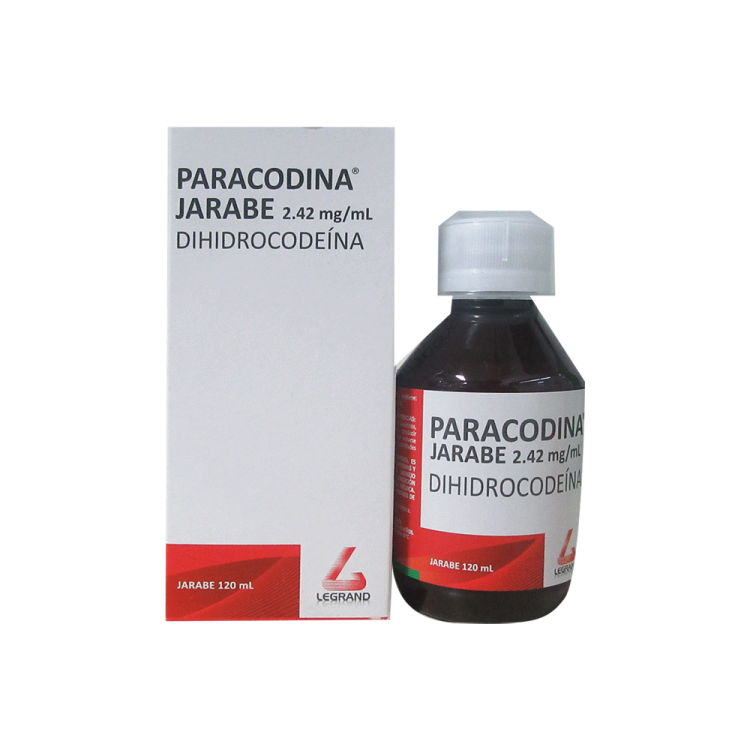 PARACODINA®
JARABE 2.42 mg/mL
DIHIDROCODEÍNA
JARABE 120 mL
LEGRAND
PARACODINA®
JARABE 2.42 mg/mL
DIHIDROCODEÍNA
JARABE 120 mL
LEGRAND